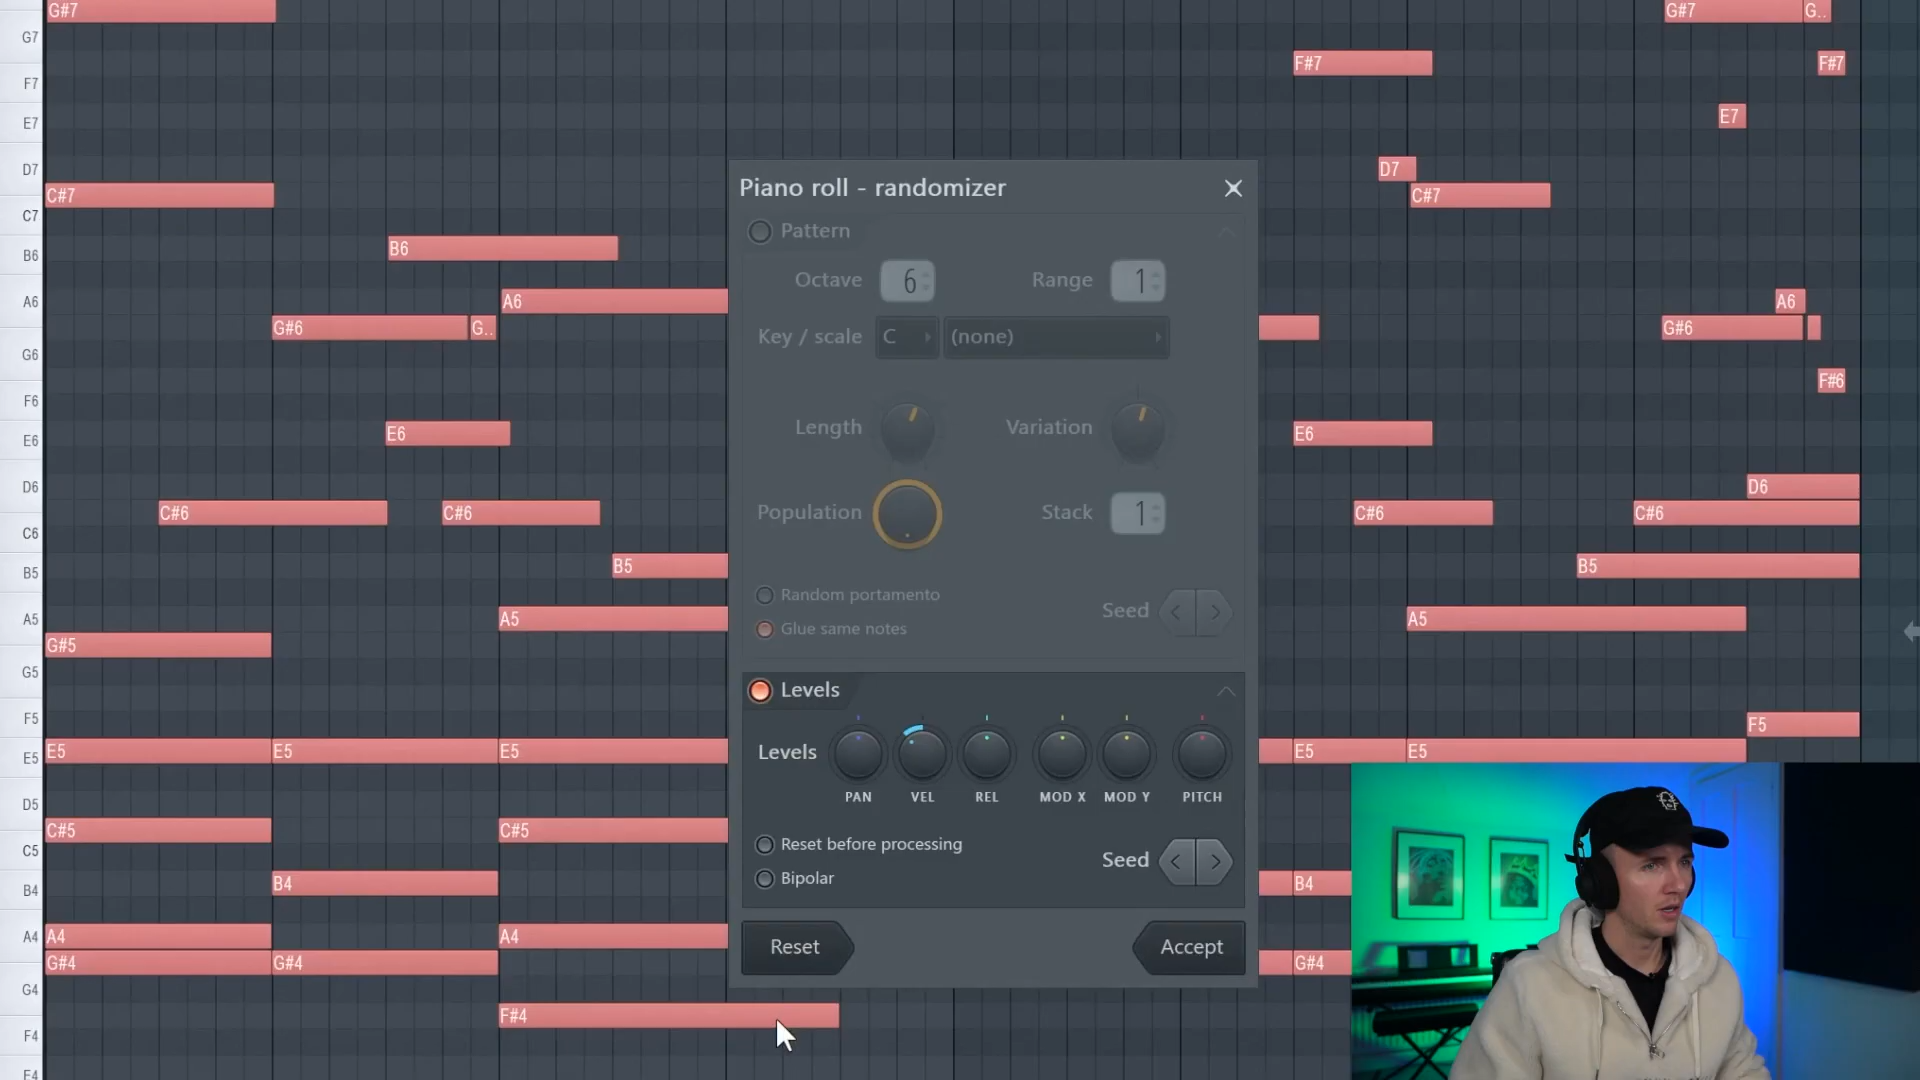 G#7
G#7 G..
G7
F#7 F#7
F7
E7 E7
D7 D7
C#7 C#7
C7
B6 B6
A6 A6 A6
G#6 G.. G#6
G6
F#6
F6
E6 E6 E6
D6 D6
C#6 C#6 C#6 C#6
C6
B5 B5 B5
A5 A5 A5
G#5
G5
F5 F5
E5 E5 E5 E5 E5 E5
D5
C#5 C#5
C5
B4 B4 B4
A4 A4 A4
G#4 G#4 G#4
G4
F#4
F4
E4
Piano roll - randomizer
Pattern
Octave 6 Range 1
Key / scale C (none)
Length Variation
Population Stack 1
Random portamento
Glue same notes
Seed < >
Levels
Levels
PAN VEL REL MOD X MOD Y PITCH
Reset before processing
Bipolar
Seed < >
Reset Accept